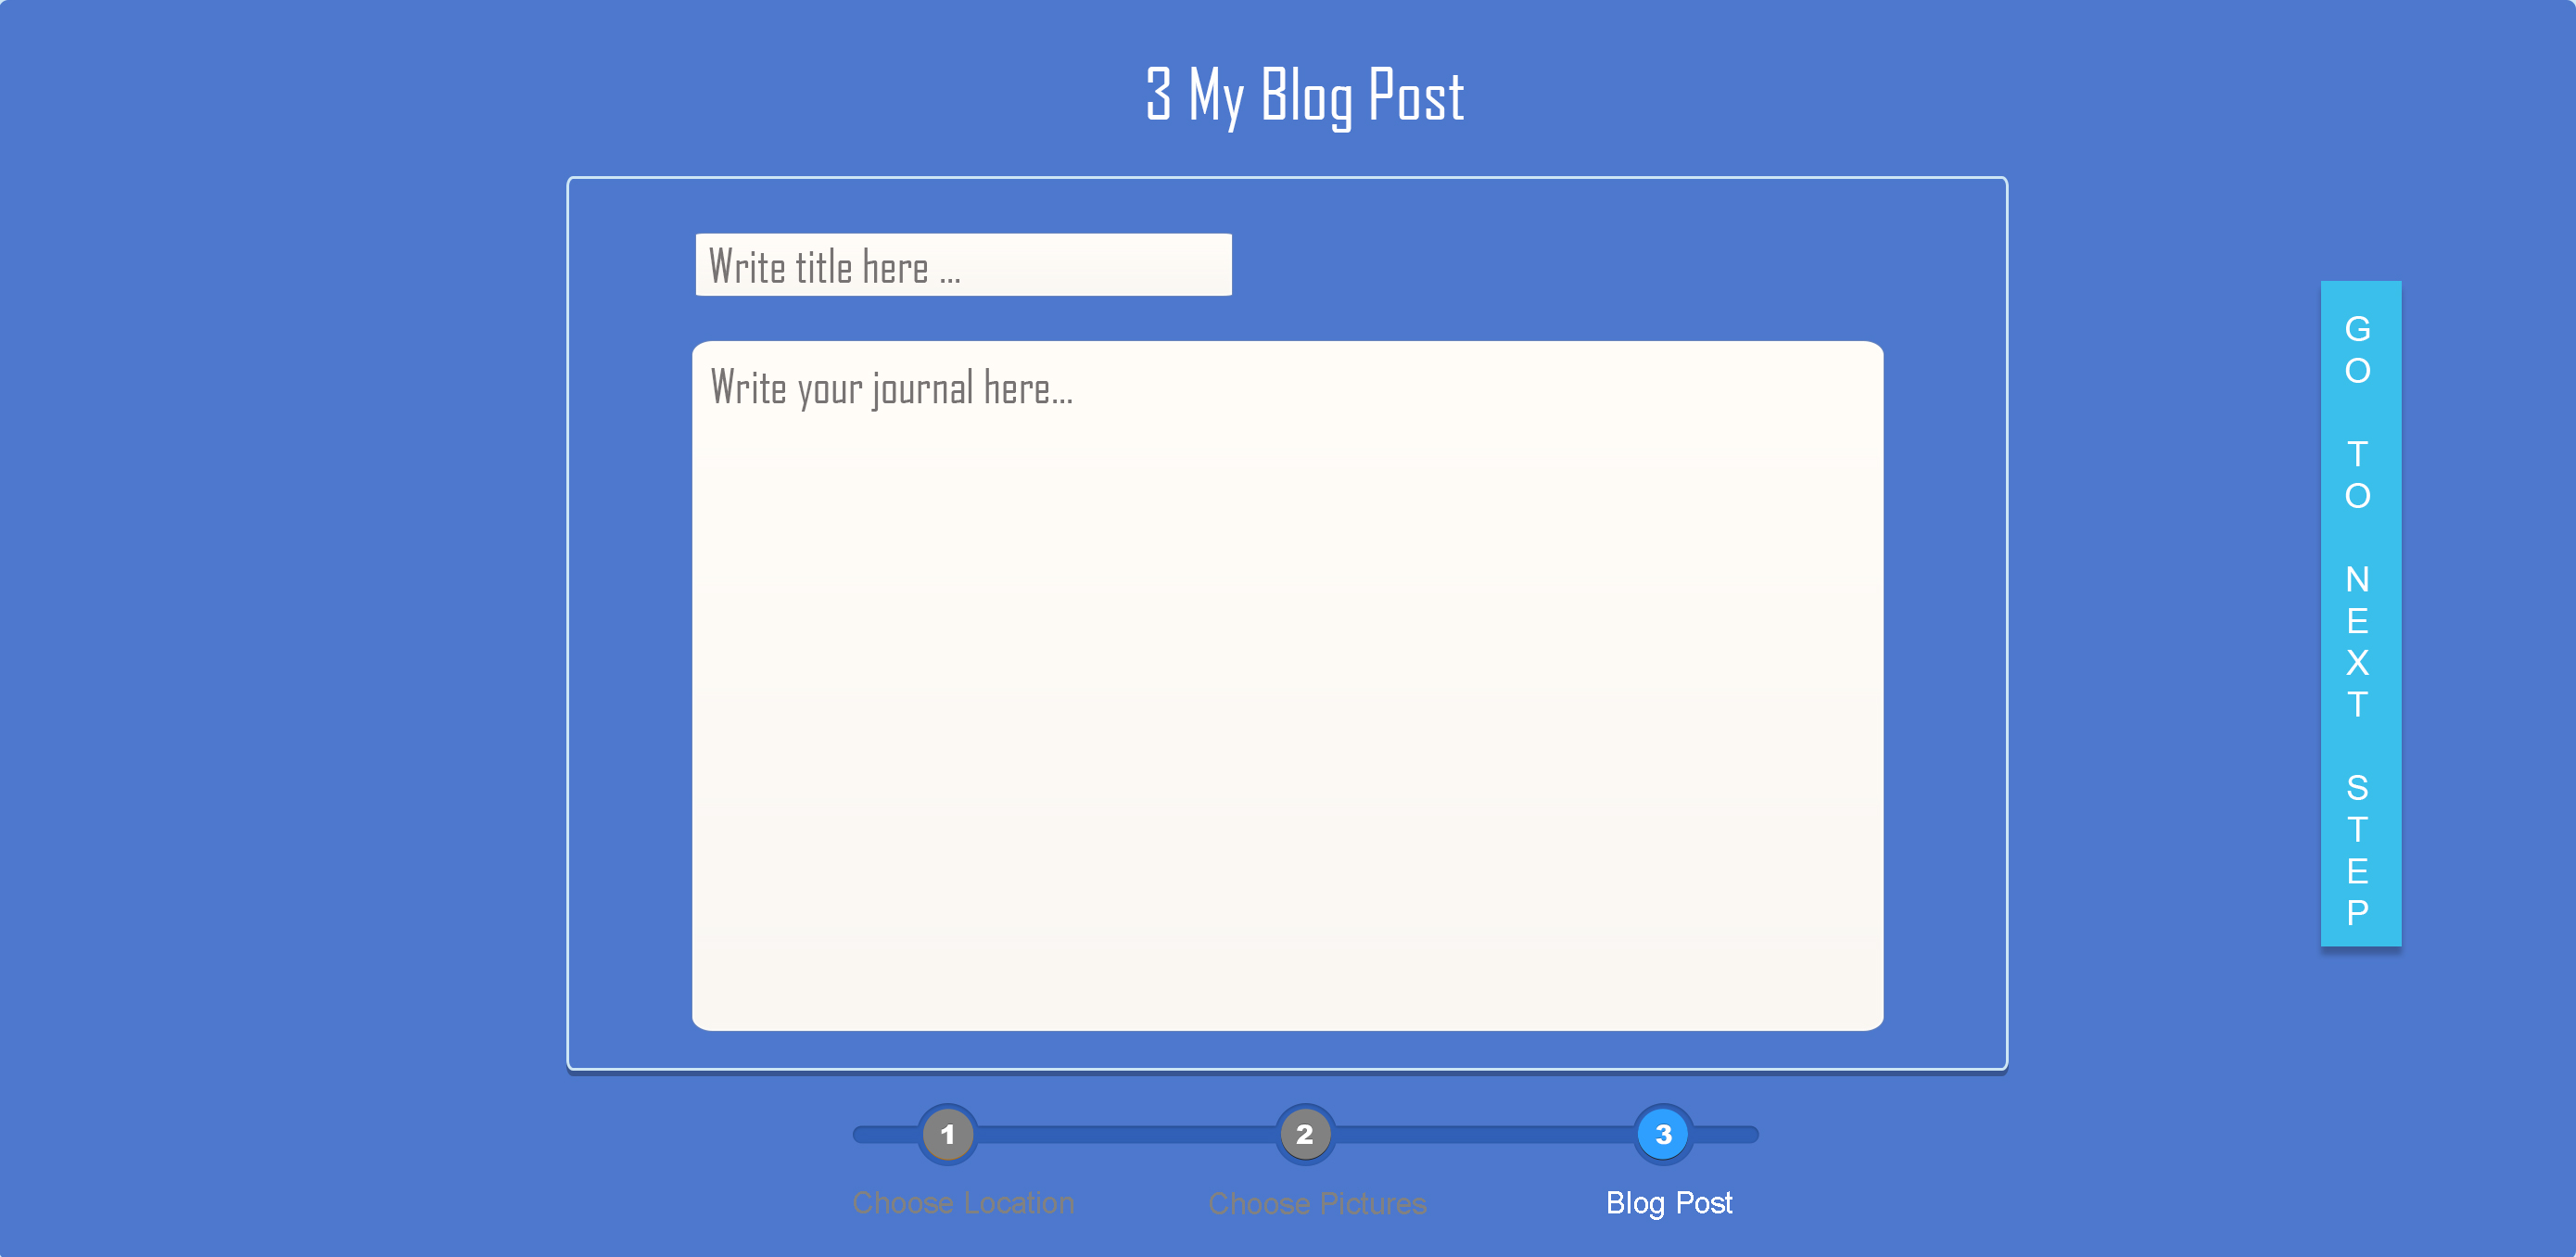 3 My Blog Post
Write title here ...
Write your journal here...
GO TO NEXT STEP
1
2
3
Choose Location
Choose Pictures
Blog Post